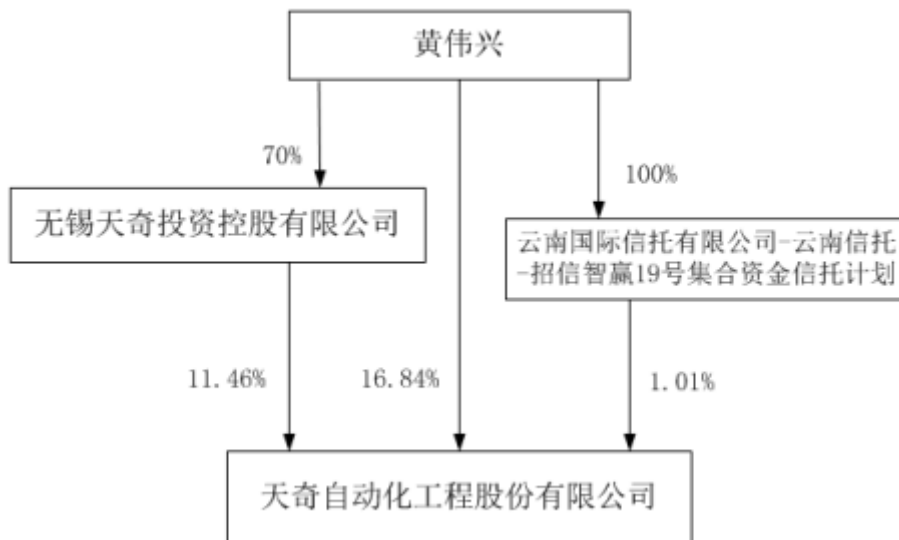 黄伟兴
70%
100%
无锡天奇投资控股有限公司
云南国际信托有限公司-云南信托
-招信智赢19号集合资金信托计划
11.46%
16.84%
1.01%
天奇自动化工程股份有限公司